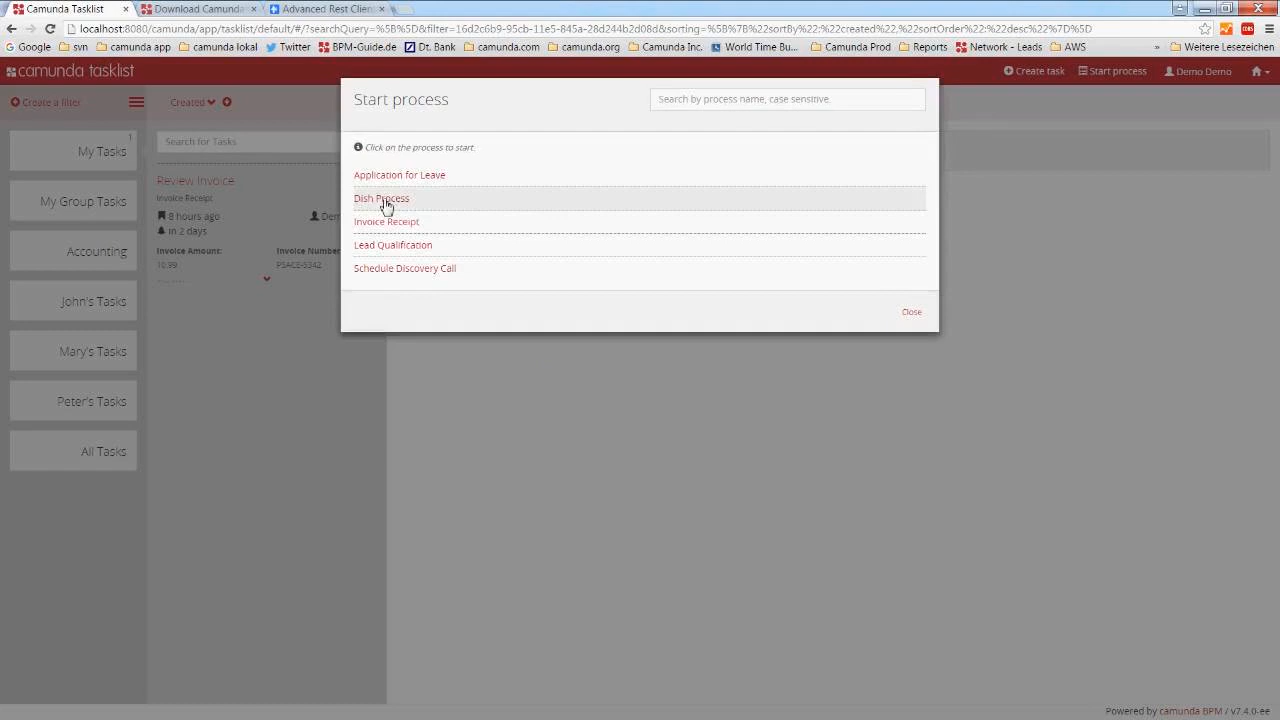 Camunda Tasklist
Download Camunda
Advanced Rest Client
localhost:8080/camunda/app/tasklist/default/#/?searchQuery=%5B%5D&filter=16d2c6b9-95cb-11e5-845a-28d244b2d08d&sorting=%5B%7B%22sortBy%22:%22created%22,%22sortOrder%22:%22desc%22%7D%5D
Google
svn
camunda app
camunda lokal
Twitter
BPM-Guide.de
Dt. Bank
camunda.com
camunda.org
Camunda Inc.
World Time Bu...
Camunda Prod
Reports
Network - Leads
AWS
»
Weitere Lesezeichen
camunda tasklist
Create task
Start process
Demo Demo
Create a filter
Created
My Tasks
1
My Group Tasks
Accounting
John's Tasks
Mary's Tasks
Peter's Tasks
All Tasks
Search for Tasks
Review Invoice
Invoice Receipt
8 hours ago
in 2 days
Invoice Amount:
10.99
Invoice Number
PSACE-5342
Start process
Search by process name, case sensitive.
Click on the process to start.
Application for Leave
Dish Process
Invoice Receipt
Lead Qualification
Schedule Discovery Call
Close
Powered by camunda BPM / v7.4.0-ee